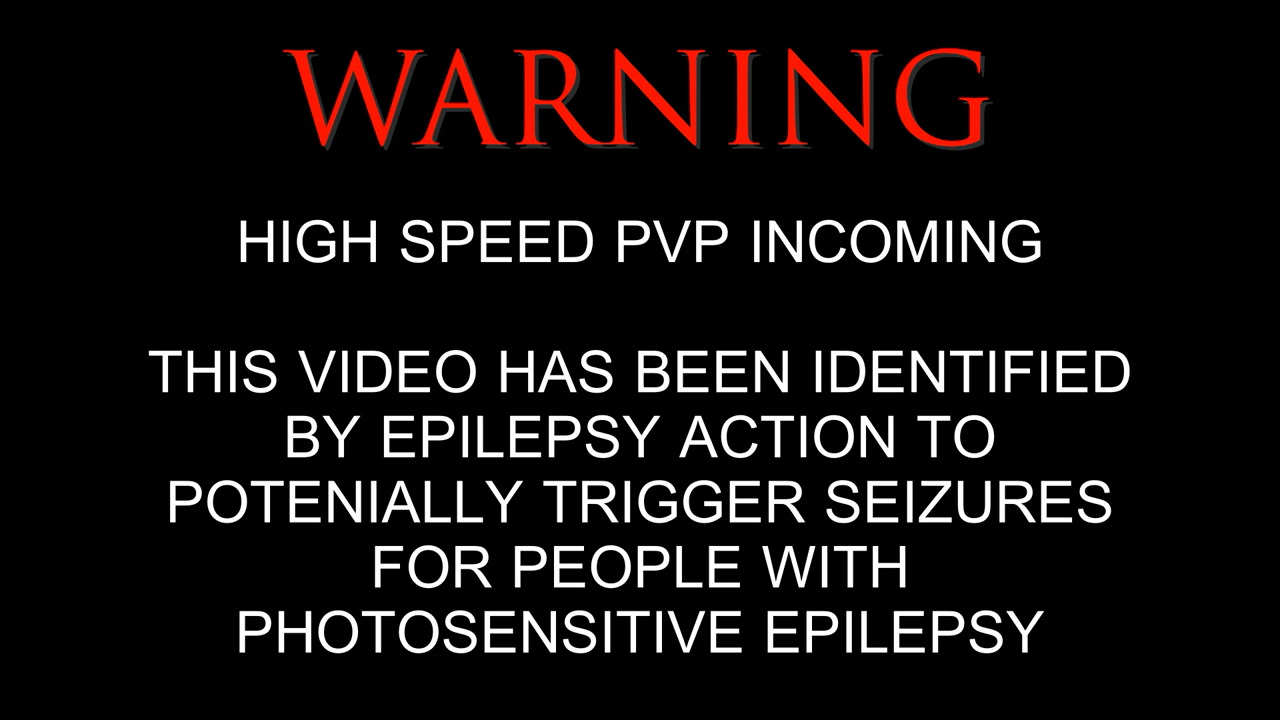 WARNING
HIGH SPEED PVP INCOMING
THIS VIDEO HAS BEEN IDENTIFIED
BY EPILEPSY ACTION TO
POTENIALLY TRIGGER SEIZURES
FOR PEOPLE WITH
PHOTOSENSITIVE EPILEPSY